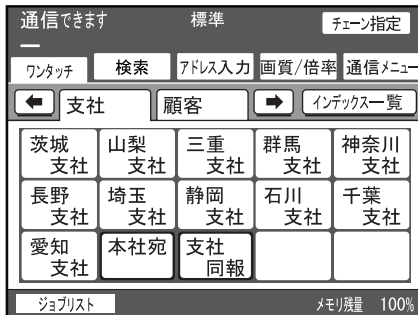 通信できます 標準 チェーン指定
ワンタッチ 検索 アドレス入力 画質/倍率 通信メニュー
支社 顧客 インデックス一覧
茨城 山梨 三重 群馬 神奈川
支社 支社 支社 支社 支社
長野 埼玉 静岡 石川 千葉
支社 支社 支社 支社 支社
愛知 本社宛 支社
支社 同報
ジョブリスト メモリ残量 100%